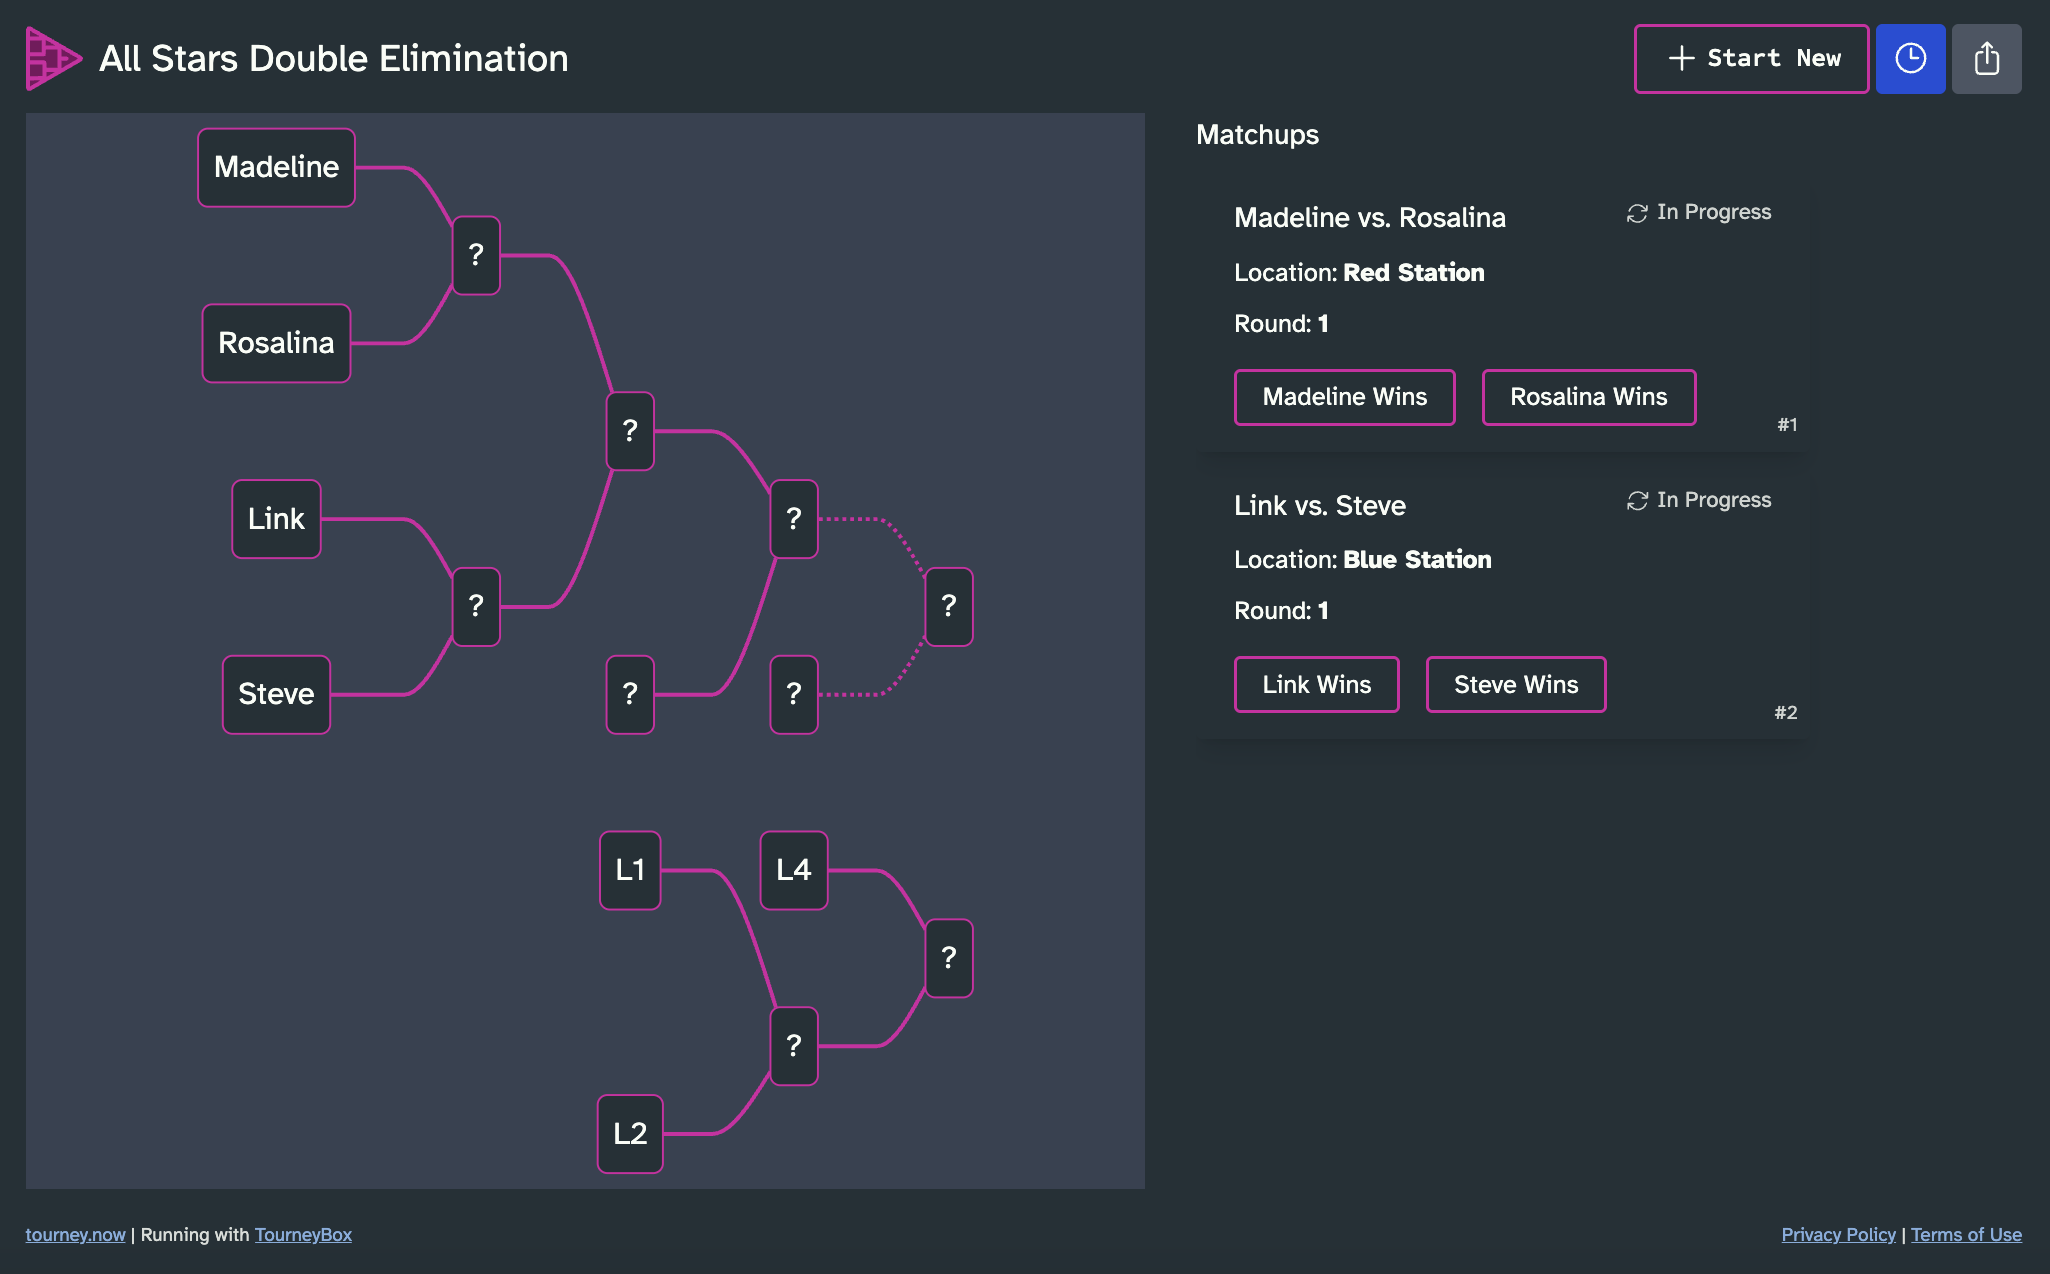 All Stars Double Elimination
Start New
Madeline
?
Rosalina
?
Link
?
?
?
Steve
?
?
L1
L4
?
?
L2
Matchups
Madeline vs. Rosalina
In Progress
Location: Red Station
Round: 1
Madeline Wins
Rosalina Wins
#1
Link vs. Steve
In Progress
Location: Blue Station
Round: 1
Link Wins
Steve Wins
#2
tourney.now | Running with TourneyBox
Privacy Policy | Terms of Use